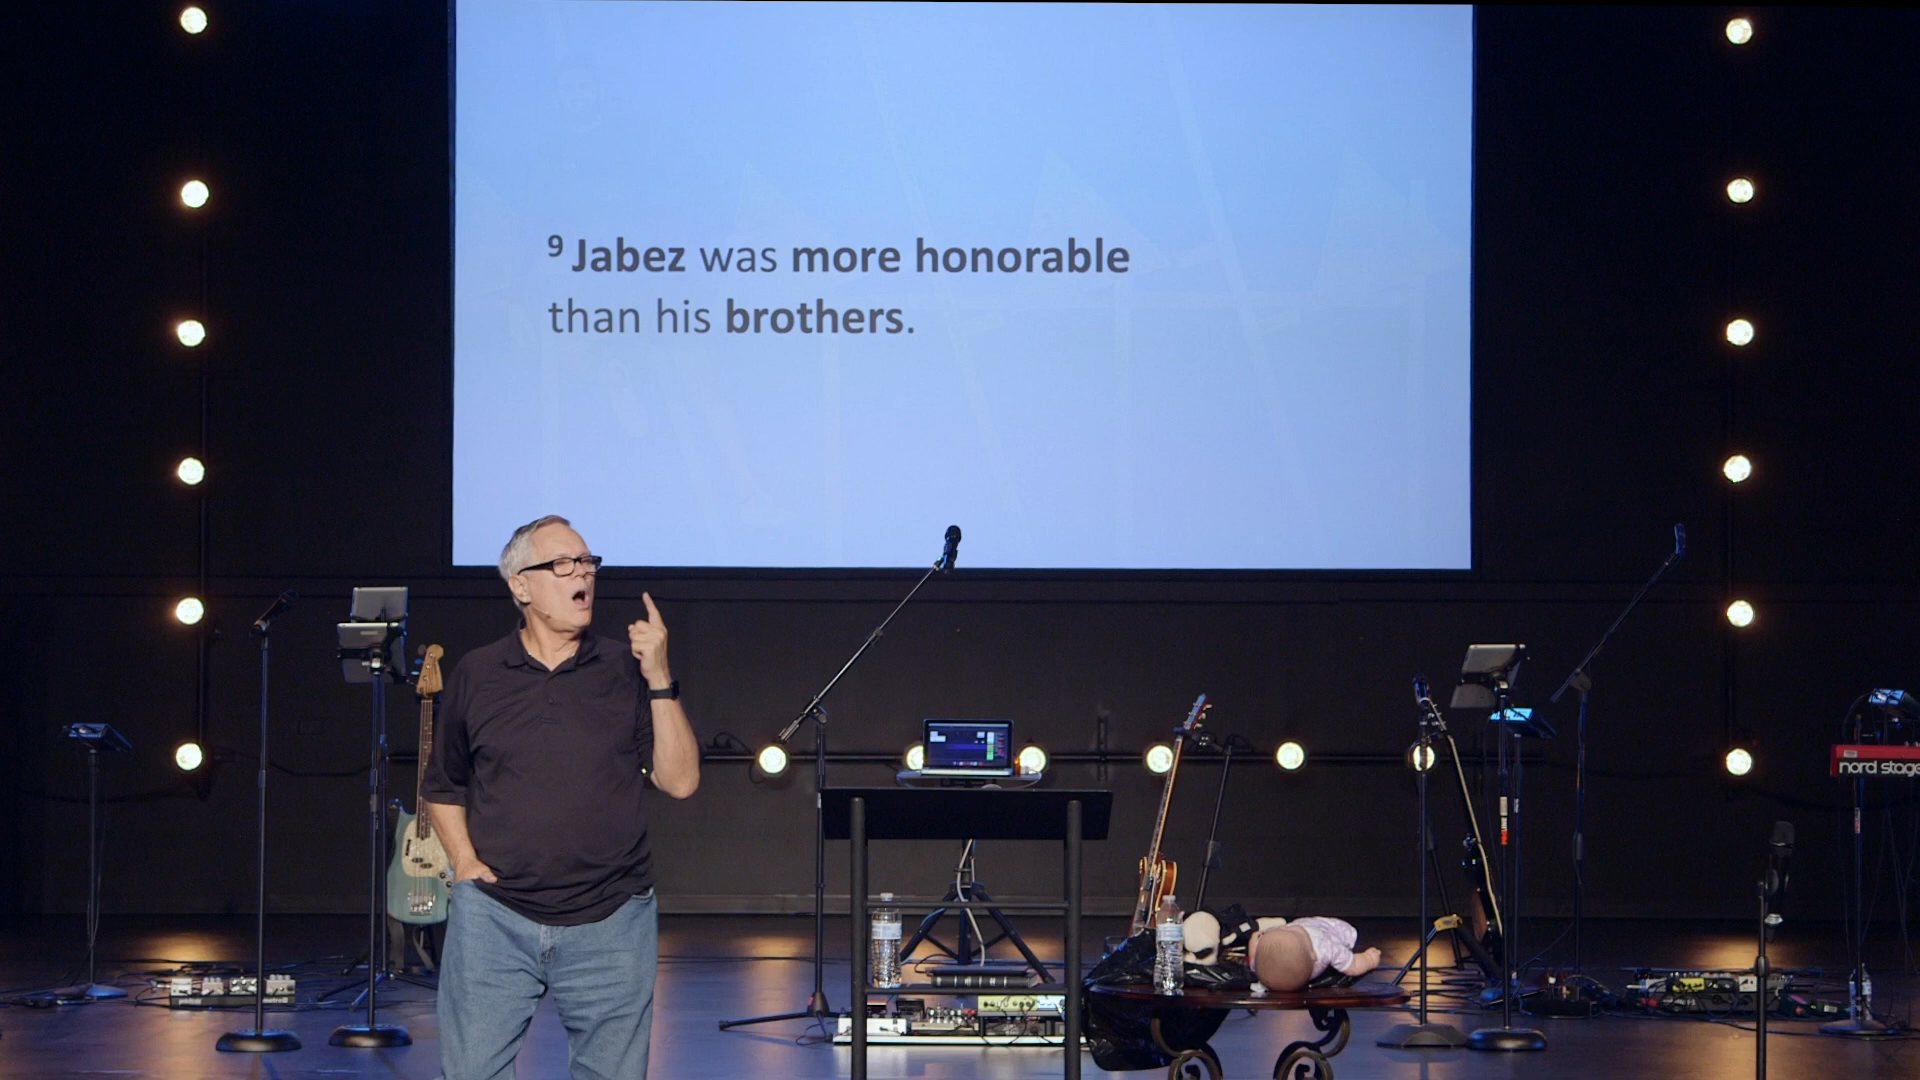 ⁹ Jabez was more honorable
than his brothers.
nord stage